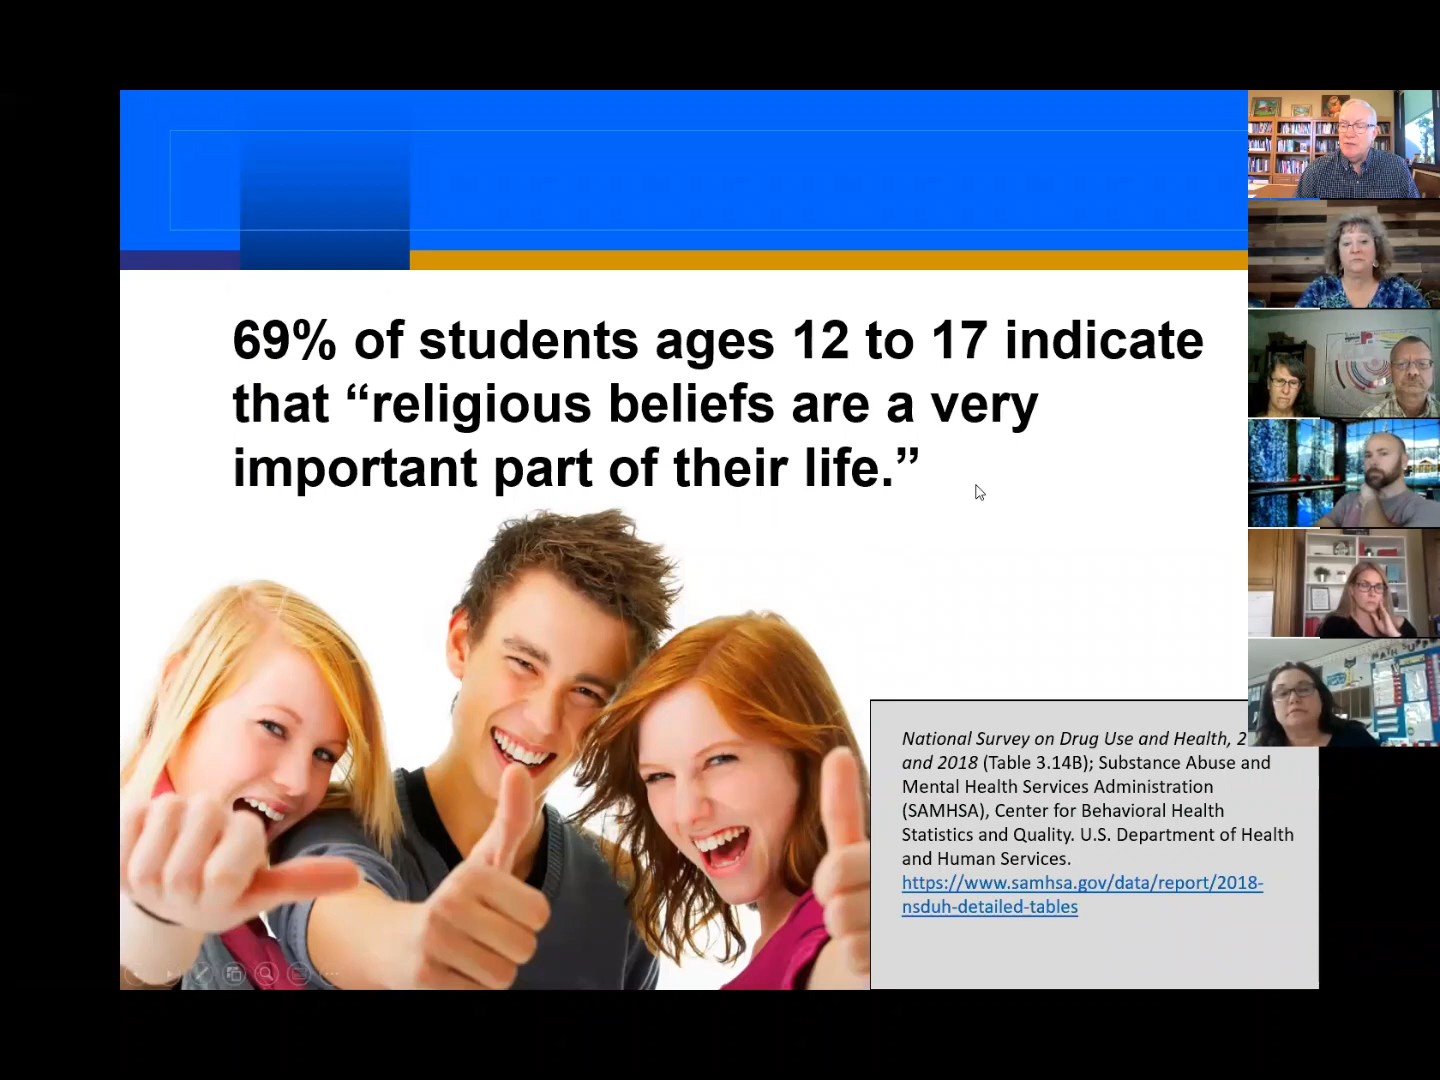 69% of students ages 12 to 17 indicate
that “religious beliefs are a very
important part of their life.”
National Survey on Drug Use and Health, 2
and 2018 (Table 3.14B); Substance Abuse and
Mental Health Services Administration
(SAMHSA), Center for Behavioral Health
Statistics and Quality. U.S. Department of Health
and Human Services.
https://www.samhsa.gov/data/report/2018-
nsduh-detailed-tables
MATH